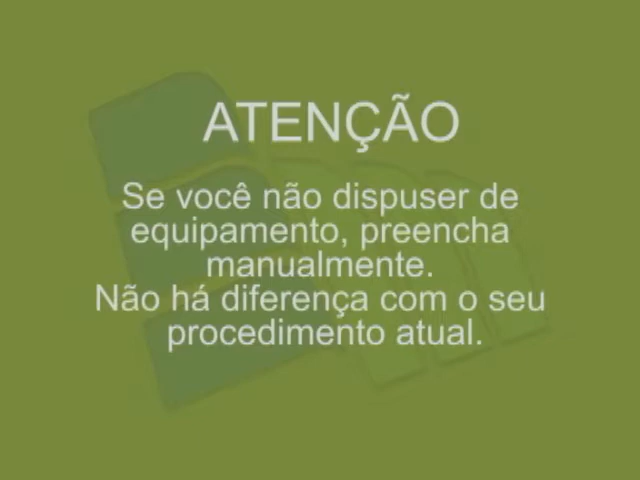 ATENÇÃO
Se você não dispuser de
equipamento, preencha
manualmente.
Não há diferença com o seu
procedimento atual.